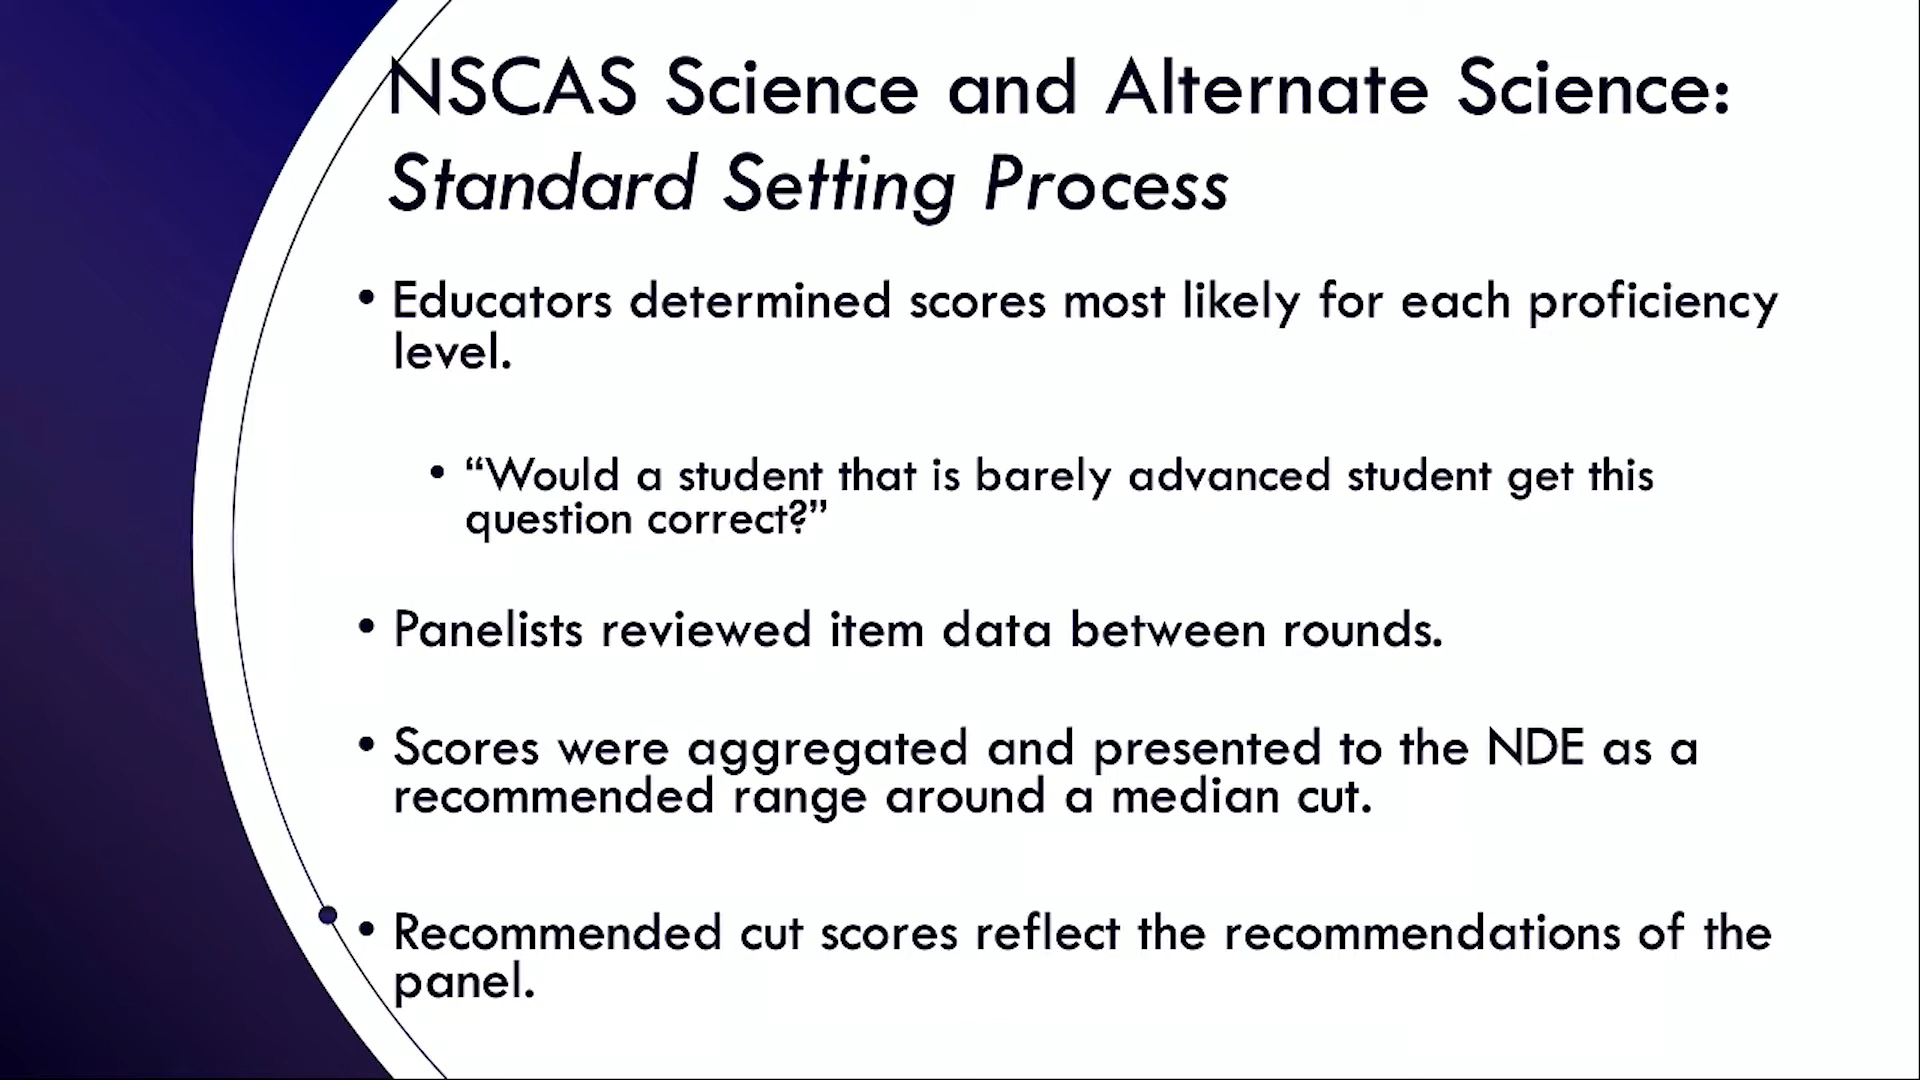 NSCAS Science and Alternate Science:
Standard Setting Process
• Educators determined scores most likely for each proficiency
level.
• “Would a student that is barely advanced student get this
question correct?”
• Panelists reviewed item data between rounds.
• Scores were aggregated and presented to the NDE as a
recommended range around a median cut.
• Recommended cut scores reflect the recommendations of the
panel.